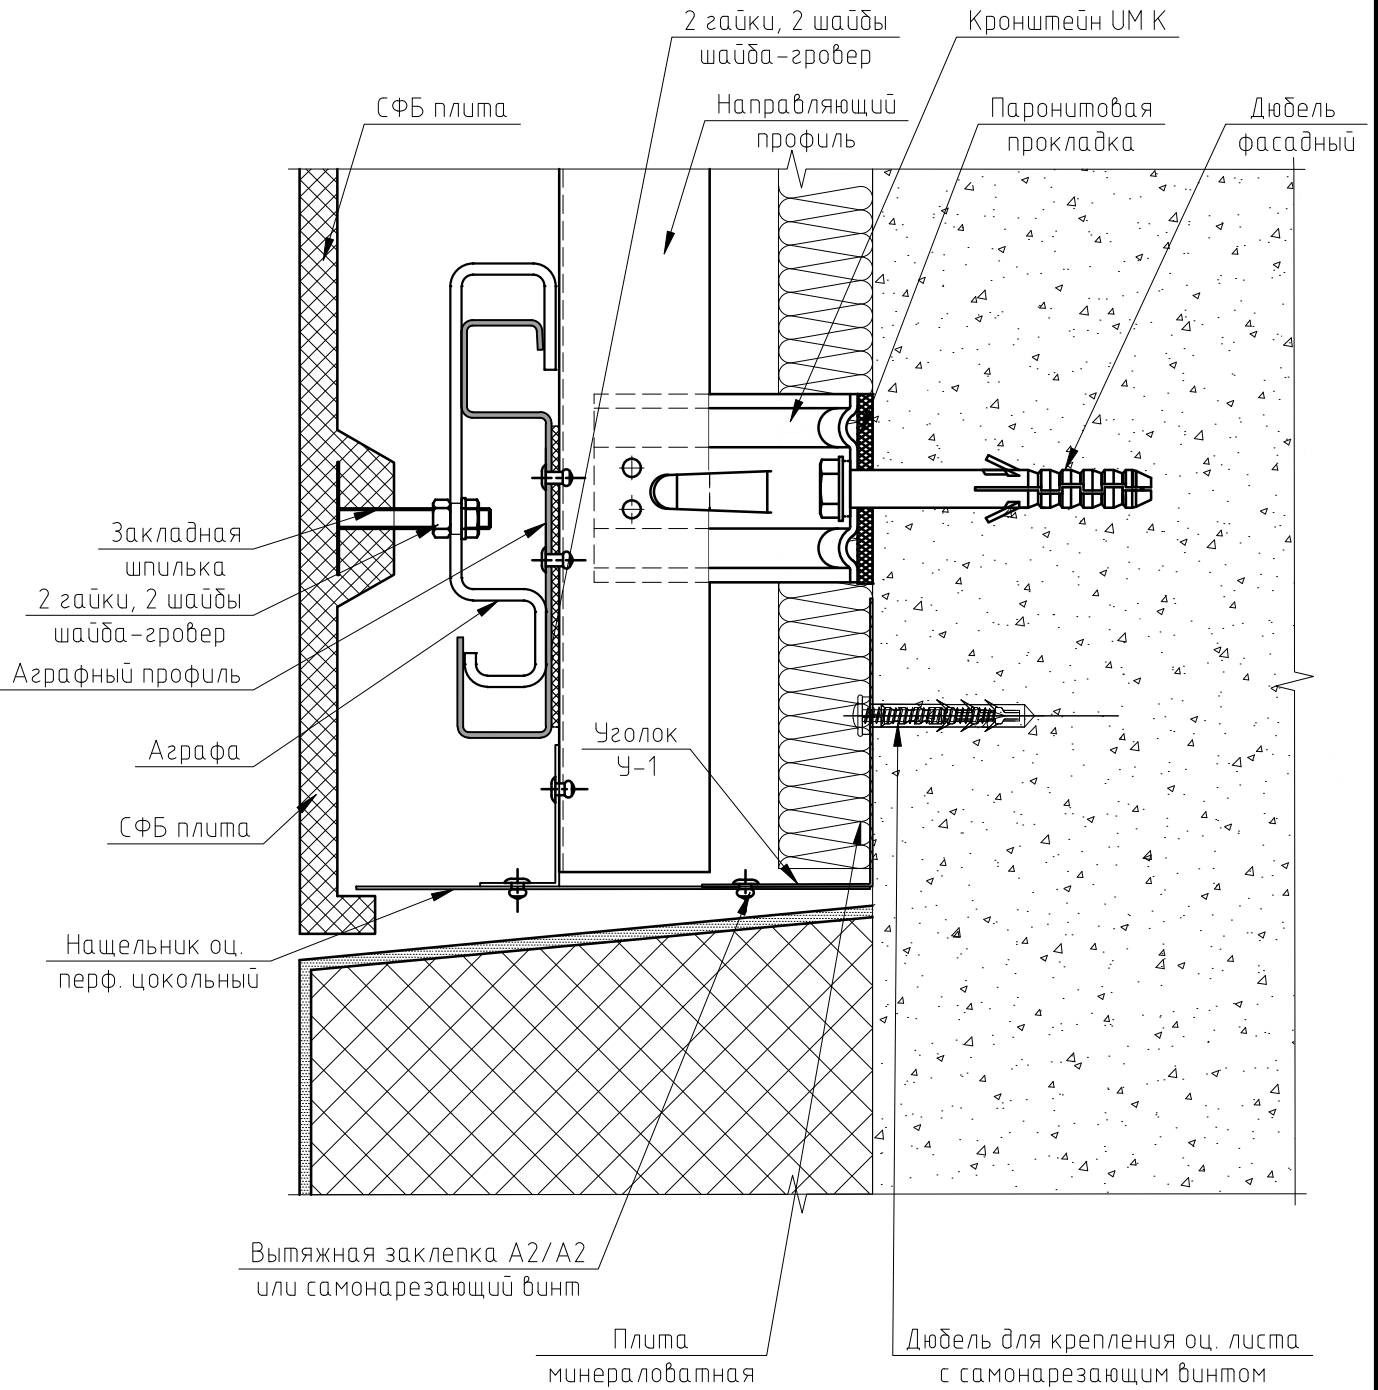 2 гайки, 2 шайбы
шайба-гровер
Кронштейн UM K
СФБ плита
Направляющий
профиль
Паронитовая
прокладка
Дюбель
фасадный
Закладная
шпилька
2 гайки, 2 шайбы
шайба-гровер
Аграфный профиль
Аграфа
Уголок
У-1
СФБ плита
Нащельник оц.
перф. цокольный
Вытяжная заклепка А2/А2
или самонарезающий винт
Плита
минераловатная
Дюбель для крепления оц. листа
с самонарезающим винтом